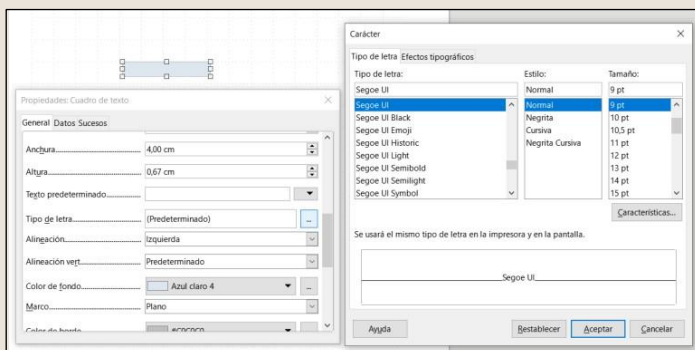 Propiedades: Cuadro de texto
General Datos Sucesos
Anchura 4,00 cm
Altura 0,67 cm
Texto predeterminado
Tipo de letra (Predeterminado) ...
Alineación Izquierda
Alineación vert. Predeterminado
Color de fondo Azul claro 4 ...
Marco Plano
Color de borde #C0C0C0
Carácter
Tipo de letra Efectos tipográficos
Tipo de letra: Estilo: Tamaño:
Segoe UI Normal 9 pt
Segoe UI Normal 9 pt
Segoe UI Black Negrita 10 pt
Segoe UI Emoji Cursiva 10,5 pt
Segoe UI Historic Negrita Cursiva 11 pt
Segoe UI Light 12 pt
Segoe UI Semibold 13 pt
Segoe UI Semilight 14 pt
Segoe UI Symbol 15 pt
Características...
Se usará el mismo tipo de letra en la impresora y en la pantalla.
Segoe UI
Ayuda Restablecer Aceptar Cancelar